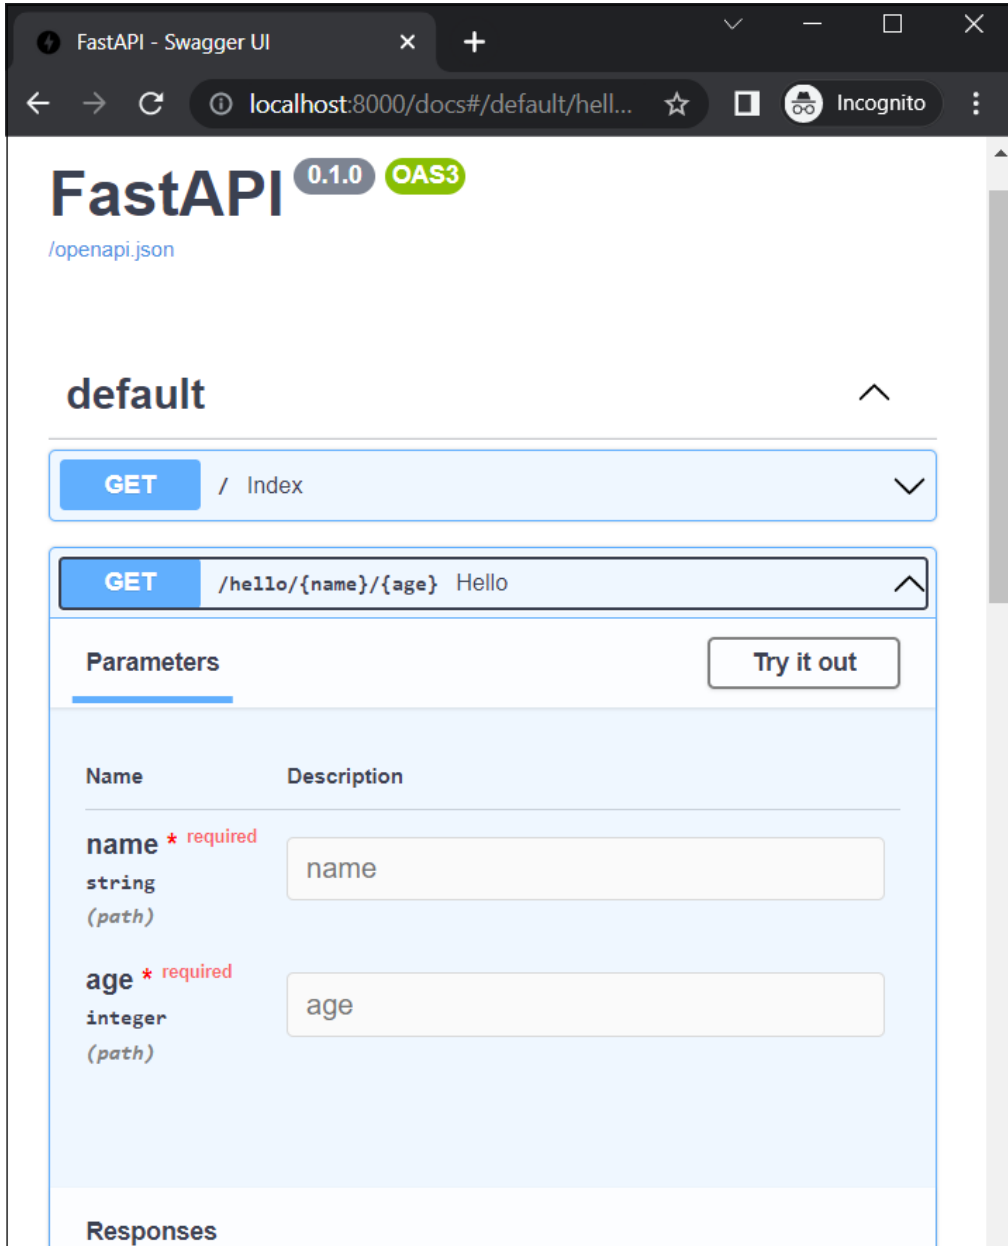 FastAPI - Swagger UI
localhost:8000/docs#/default/hell...
Incognito
FastAPI 0.1.0 OAS3
/openapi.json
default
GET / Index
GET /hello/{name}/{age} Hello
Parameters
Try it out
Name Description
name * required
string
(path)
name
age * required
integer
(path)
age
Responses